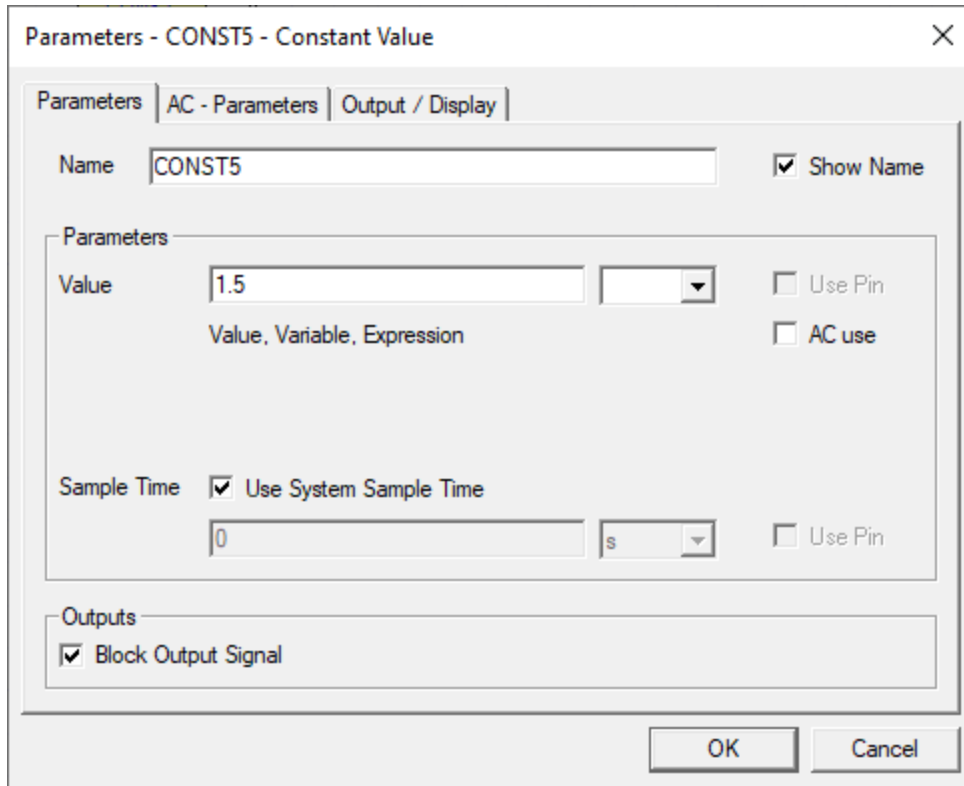 Parameters - CONST5 - Constant Value
Parameters AC - Parameters Output / Display
Name CONST5 Show Name
Parameters
Value 1.5 Use Pin
Value, Variable, Expression AC use
Sample Time Use System Sample Time
0 s Use Pin
Outputs
Block Output Signal
OK Cancel